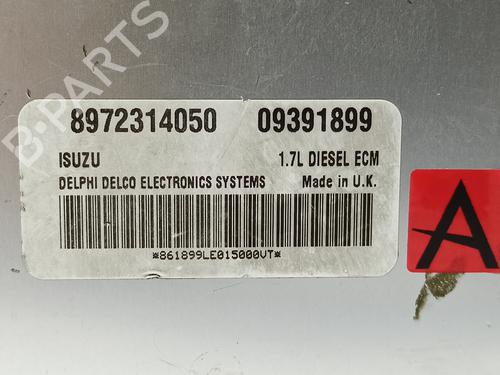 B-PARTS
8972314050 09391899
ISUZU 1.7L DIESEL ECM
DELPHI DELCO ELECTRONICS SYSTEMS Made in U.K.
*861899LE015000VT*
A